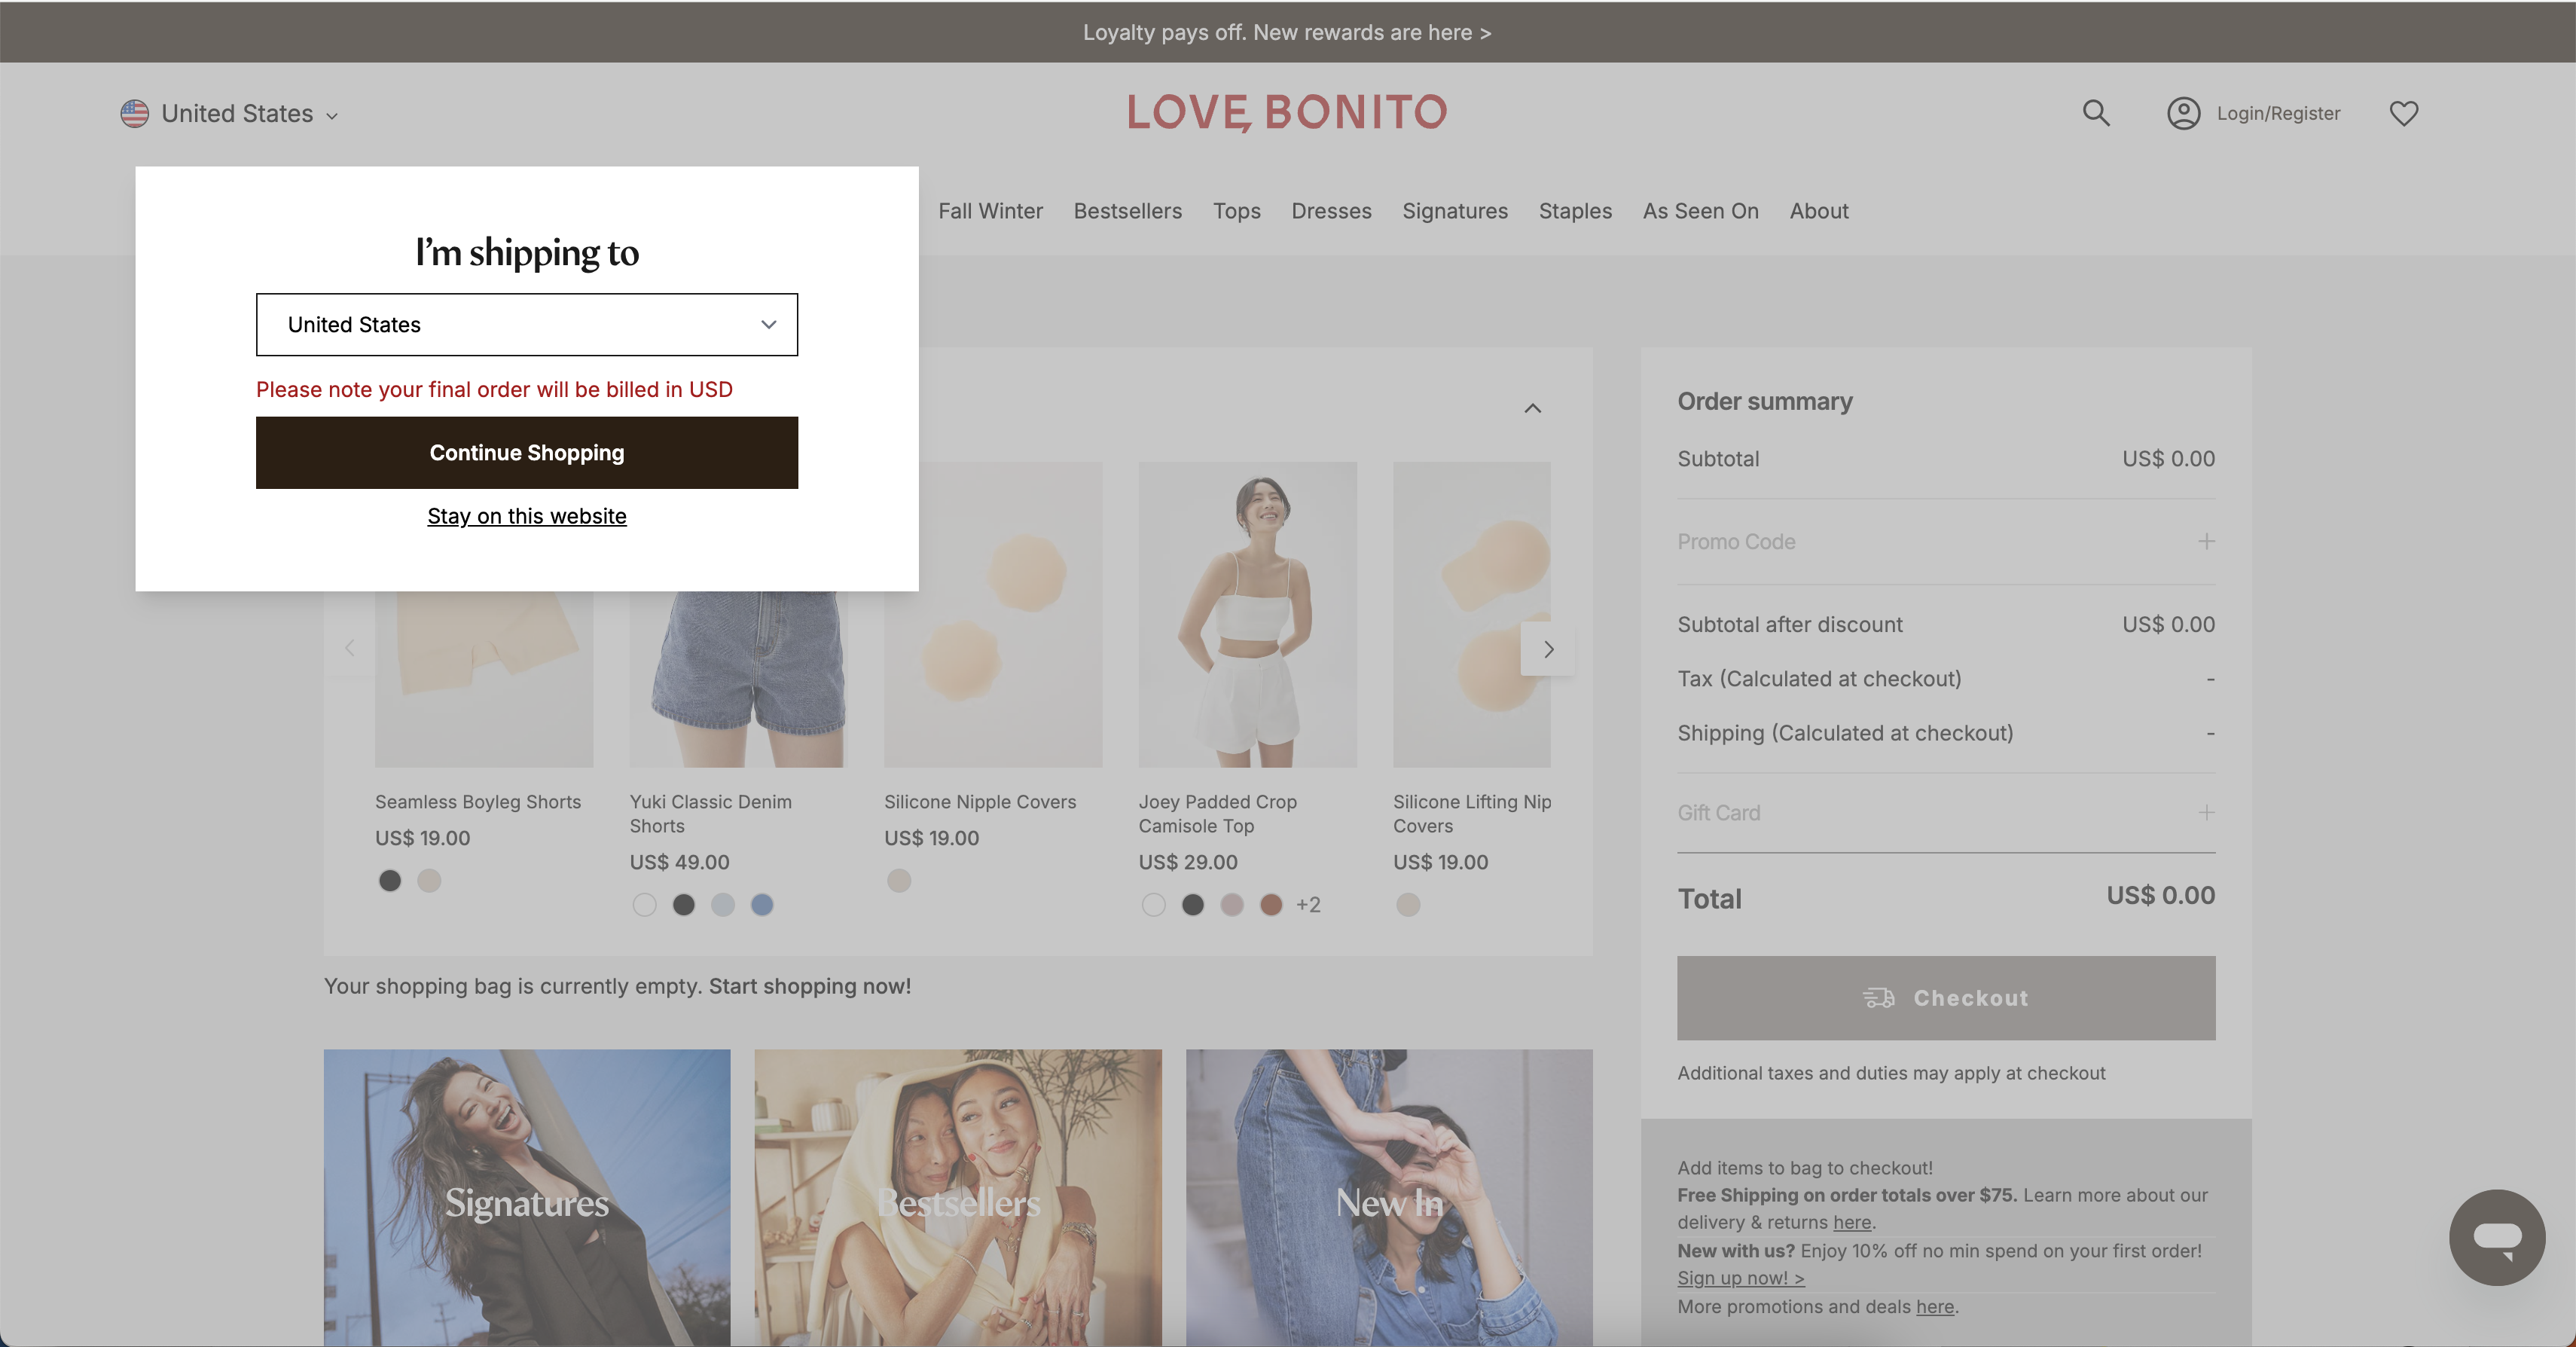 Loyalty pays off. New rewards are here >
United States
LOVE, BONITO
Login/Register
Fall Winter
Bestsellers
Tops
Dresses
Signatures
Staples
As Seen On
About
I’m shipping to
United States
Please note your final order will be billed in USD
Continue Shopping
Stay on this website
Seamless Boyleg Shorts
US$ 19.00
Yuki Classic Denim
Shorts
US$ 49.00
Silicone Nipple Covers
US$ 19.00
Joey Padded Crop
Camisole Top
US$ 29.00
+2
Silicone Lifting Nip
Covers
US$ 19.00
Your shopping bag is currently empty. Start shopping now!
Signatures
Bestsellers
New In
Order summary
Subtotal US$ 0.00
Promo Code +
Subtotal after discount US$ 0.00
Tax (Calculated at checkout) -
Shipping (Calculated at checkout) -
Gift Card +
Total US$ 0.00
Checkout
Additional taxes and duties may apply at checkout
Add items to bag to checkout!
Free Shipping on order totals over $75. Learn more about our
delivery & returns here.
New with us? Enjoy 10% off no min spend on your first order!
Sign up now! >
More promotions and deals here.